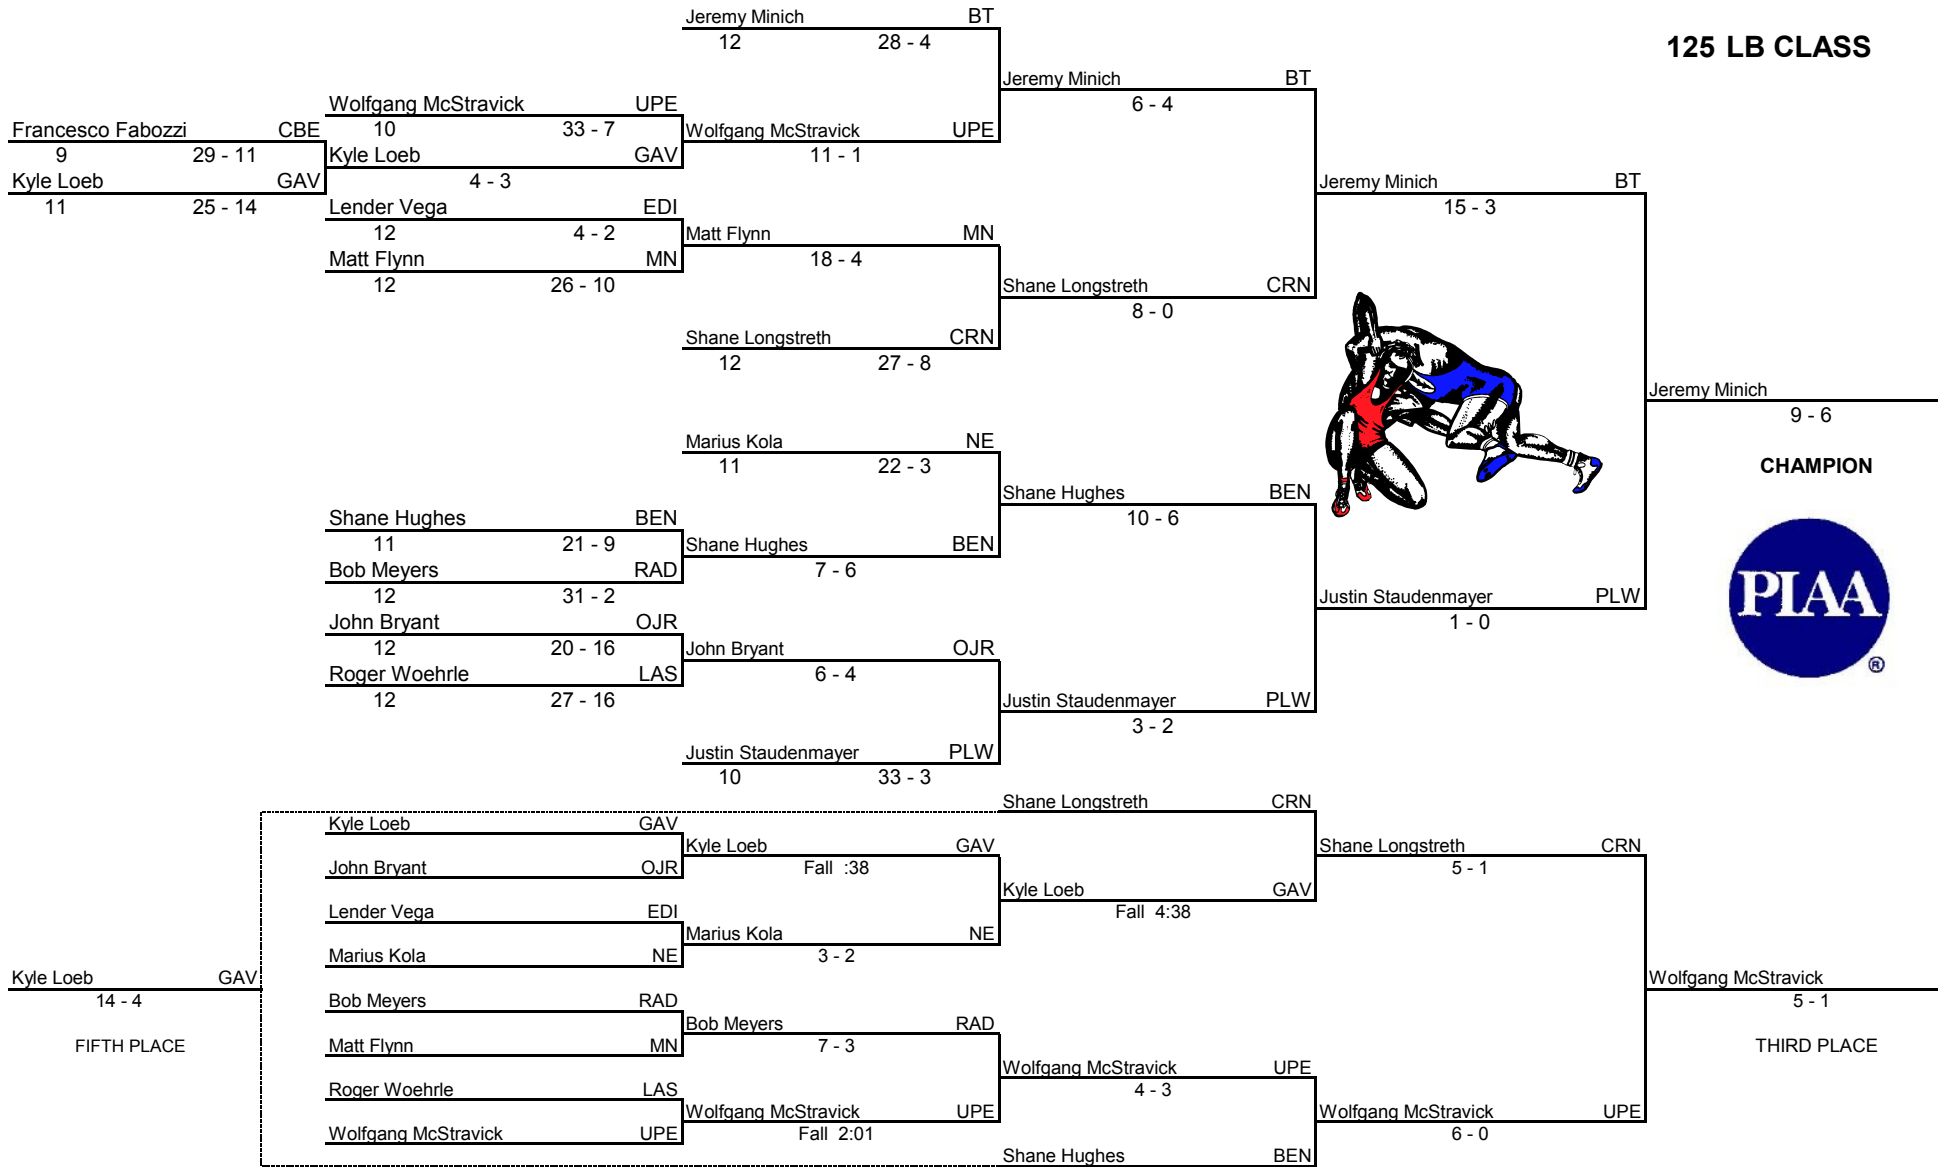 125 LB CLASS
Jeremy Minich BT
12 28 - 4
Jeremy Minich BT
6 - 4
Wolfgang McStravick UPE
10 33 - 7
Francesco Fabozzi CBE
9 29 - 11
Wolfgang McStravick UPE
11 - 1
Kyle Loeb GAV
4 - 3
Kyle Loeb GAV
11 25 - 14
Jeremy Minich BT
15 - 3
Lender Vega EDI
12 4 - 2
Matt Flynn MN
18 - 4
Matt Flynn MN
12 26 - 10
Shane Longstreth CRN
8 - 0
Shane Longstreth CRN
12 27 - 8
Jeremy Minich
9 - 6
CHAMPION
Marius Kola NE
11 22 - 3
Shane Hughes BEN
10 - 6
Shane Hughes BEN
11 21 - 9
Shane Hughes BEN
7 - 6
Bob Meyers RAD
12 31 - 2
Justin Staudenmayer PLW
1 - 0
PIAA
®
John Bryant OJR
12 20 - 16
John Bryant OJR
6 - 4
Roger Woehrle LAS
12 27 - 16
Justin Staudenmayer PLW
3 - 2
Justin Staudenmayer PLW
10 33 - 3
Shane Longstreth CRN
Kyle Loeb GAV
Kyle Loeb GAV
Fall :38
Shane Longstreth CRN
5 - 1
John Bryant OJR
Kyle Loeb GAV
Fall 4:38
Lender Vega EDI
Marius Kola NE
3 - 2
Marius Kola NE
Kyle Loeb GAV
14 - 4
FIFTH PLACE
Wolfgang McStravick
5 - 1
THIRD PLACE
Bob Meyers RAD
Bob Meyers RAD
7 - 3
Matt Flynn MN
Wolfgang McStravick UPE
4 - 3
Roger Woehrle LAS
Wolfgang McStravick UPE
Fall 2:01
Wolfgang McStravick UPE
6 - 0
Wolfgang McStravick UPE
Shane Hughes BEN